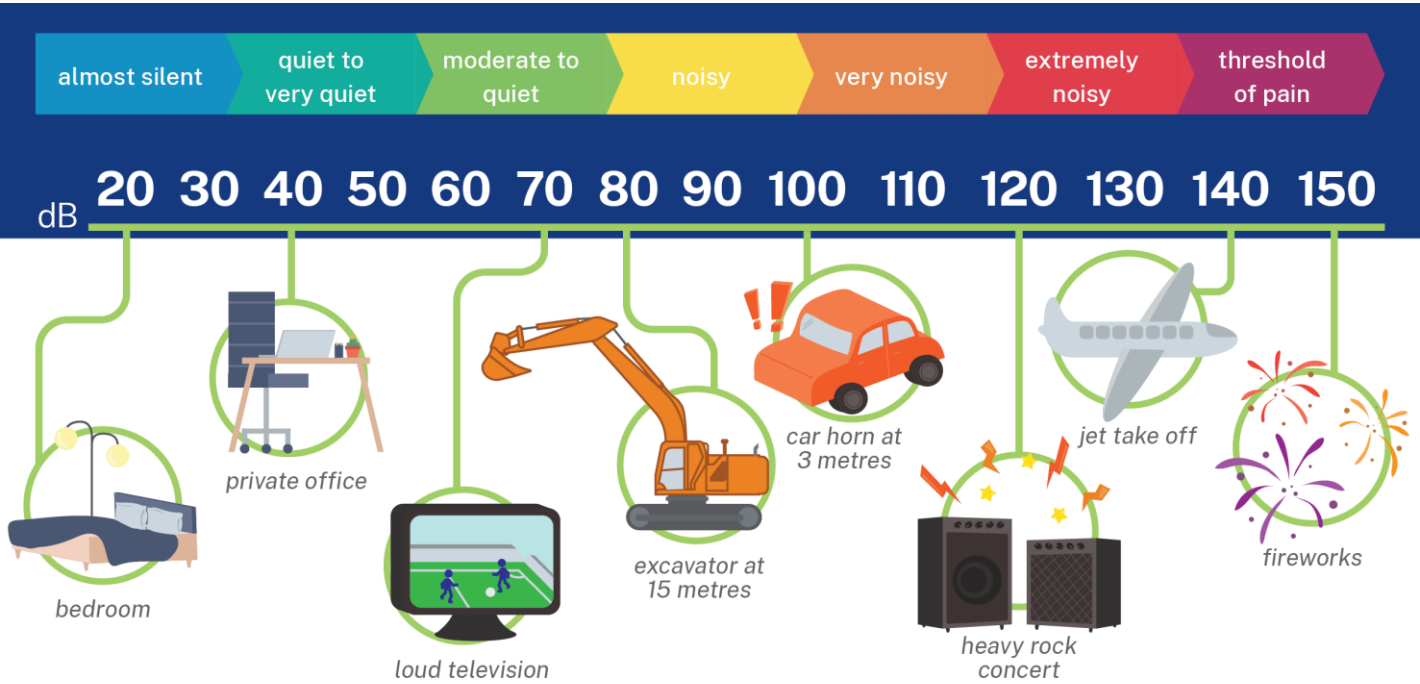 almost silent
quiet to
very quiet
moderate to
quiet
noisy
very noisy
extremely
noisy
threshold
of pain
dB 20 30 40 50 60 70 80 90 100 110 120 130 140 150
bedroom
private office
loud television
excavator at
15 metres
car horn at
3 metres
heavy rock
concert
jet take off
fireworks